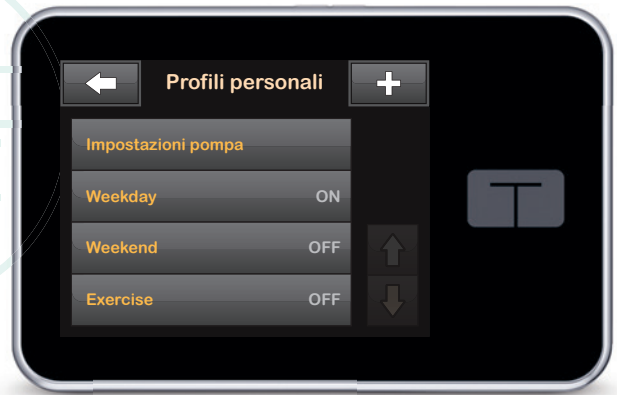 Profili personali
Impostazioni pompa
Weekday ON
Weekend OFF
Exercise OFF